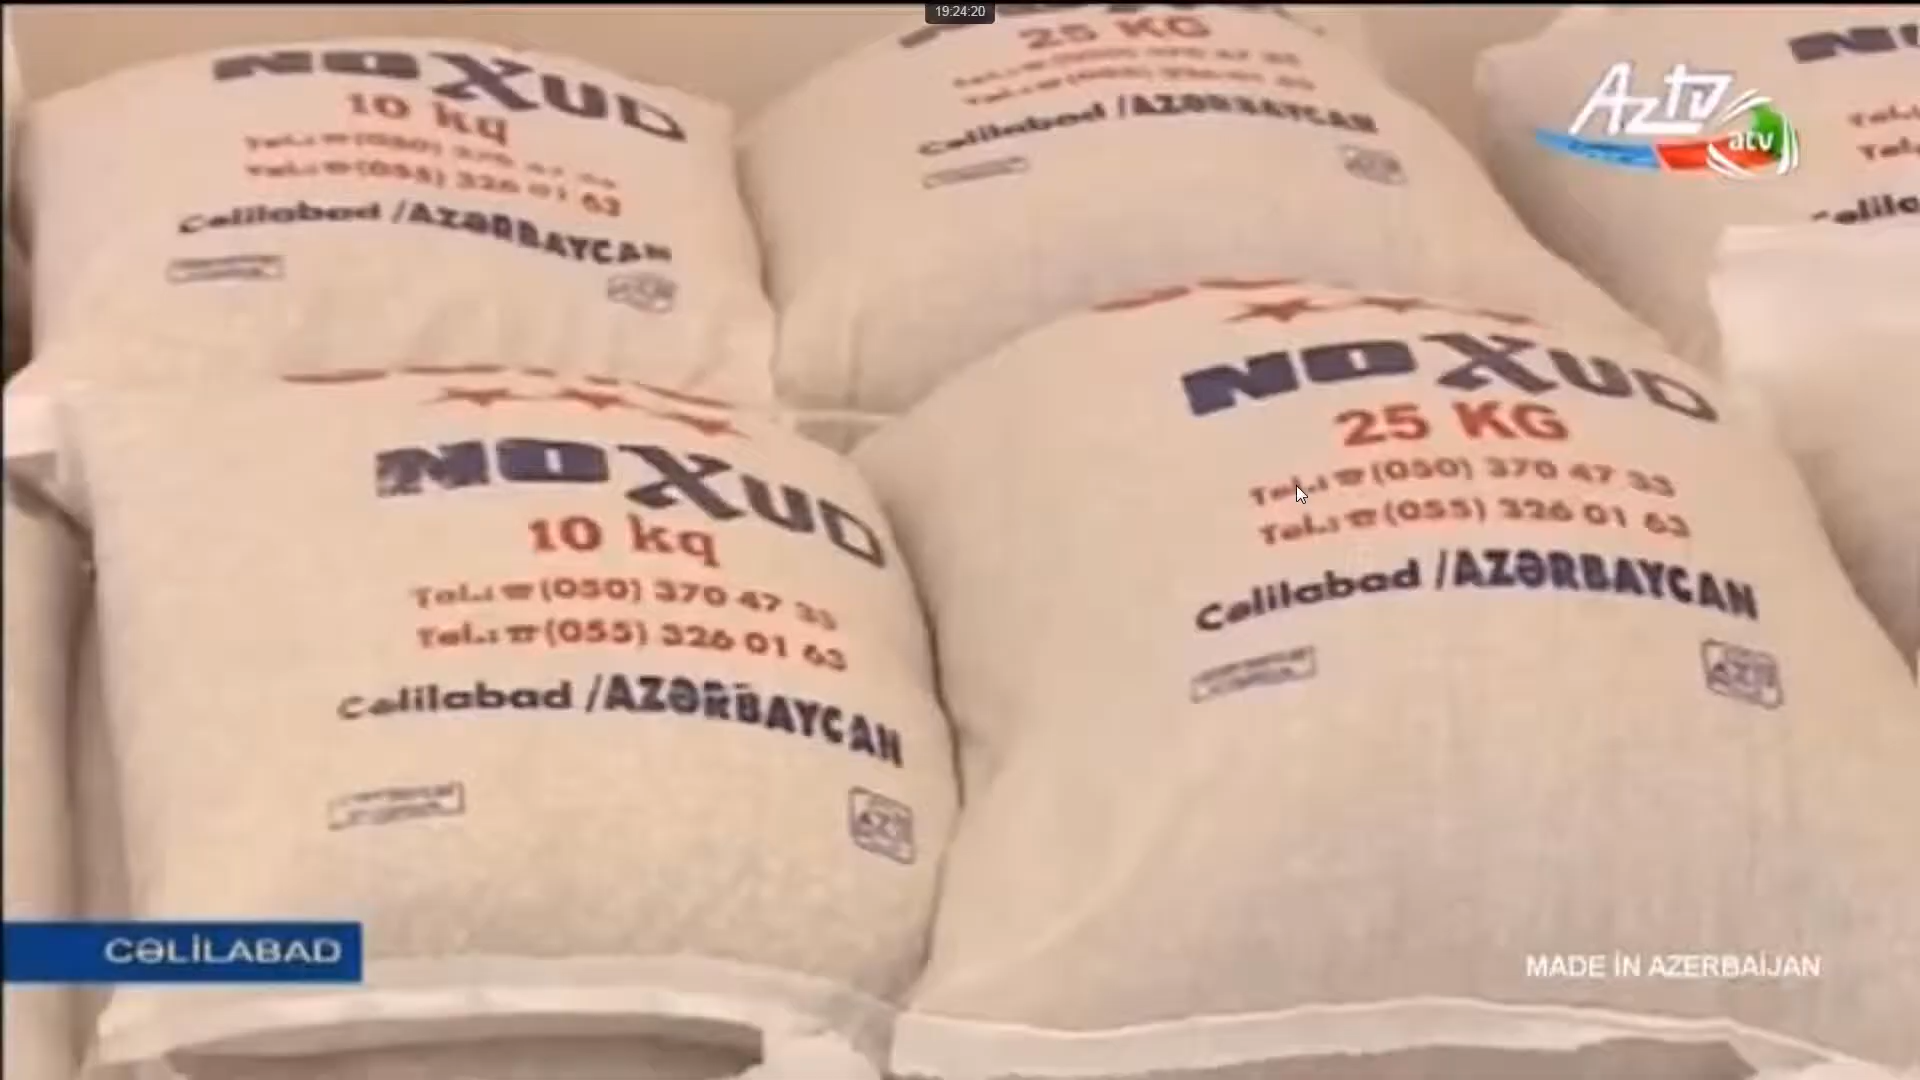 19:24:20
NOXUD
10 kq
Tel.:☎(055) 326 01 63
Cəlilabad /AZƏRBAYCAN
25 KG
Cəlilabad /AZƏRBAYCAN
AzTV
atv
NOXUD
10 kq
Tel.:☎(050) 370 47 33
Tel.:☎(055) 326 01 63
Cəlilabad /AZƏRBAYCAN
NOXUD
25 KG
Tel.:☎(050) 370 47 33
Tel.:☎(055) 326 01 63
Cəlilabad /AZƏRBAYCAN
CƏLİLABAD
MADE İN AZERBAİJAN